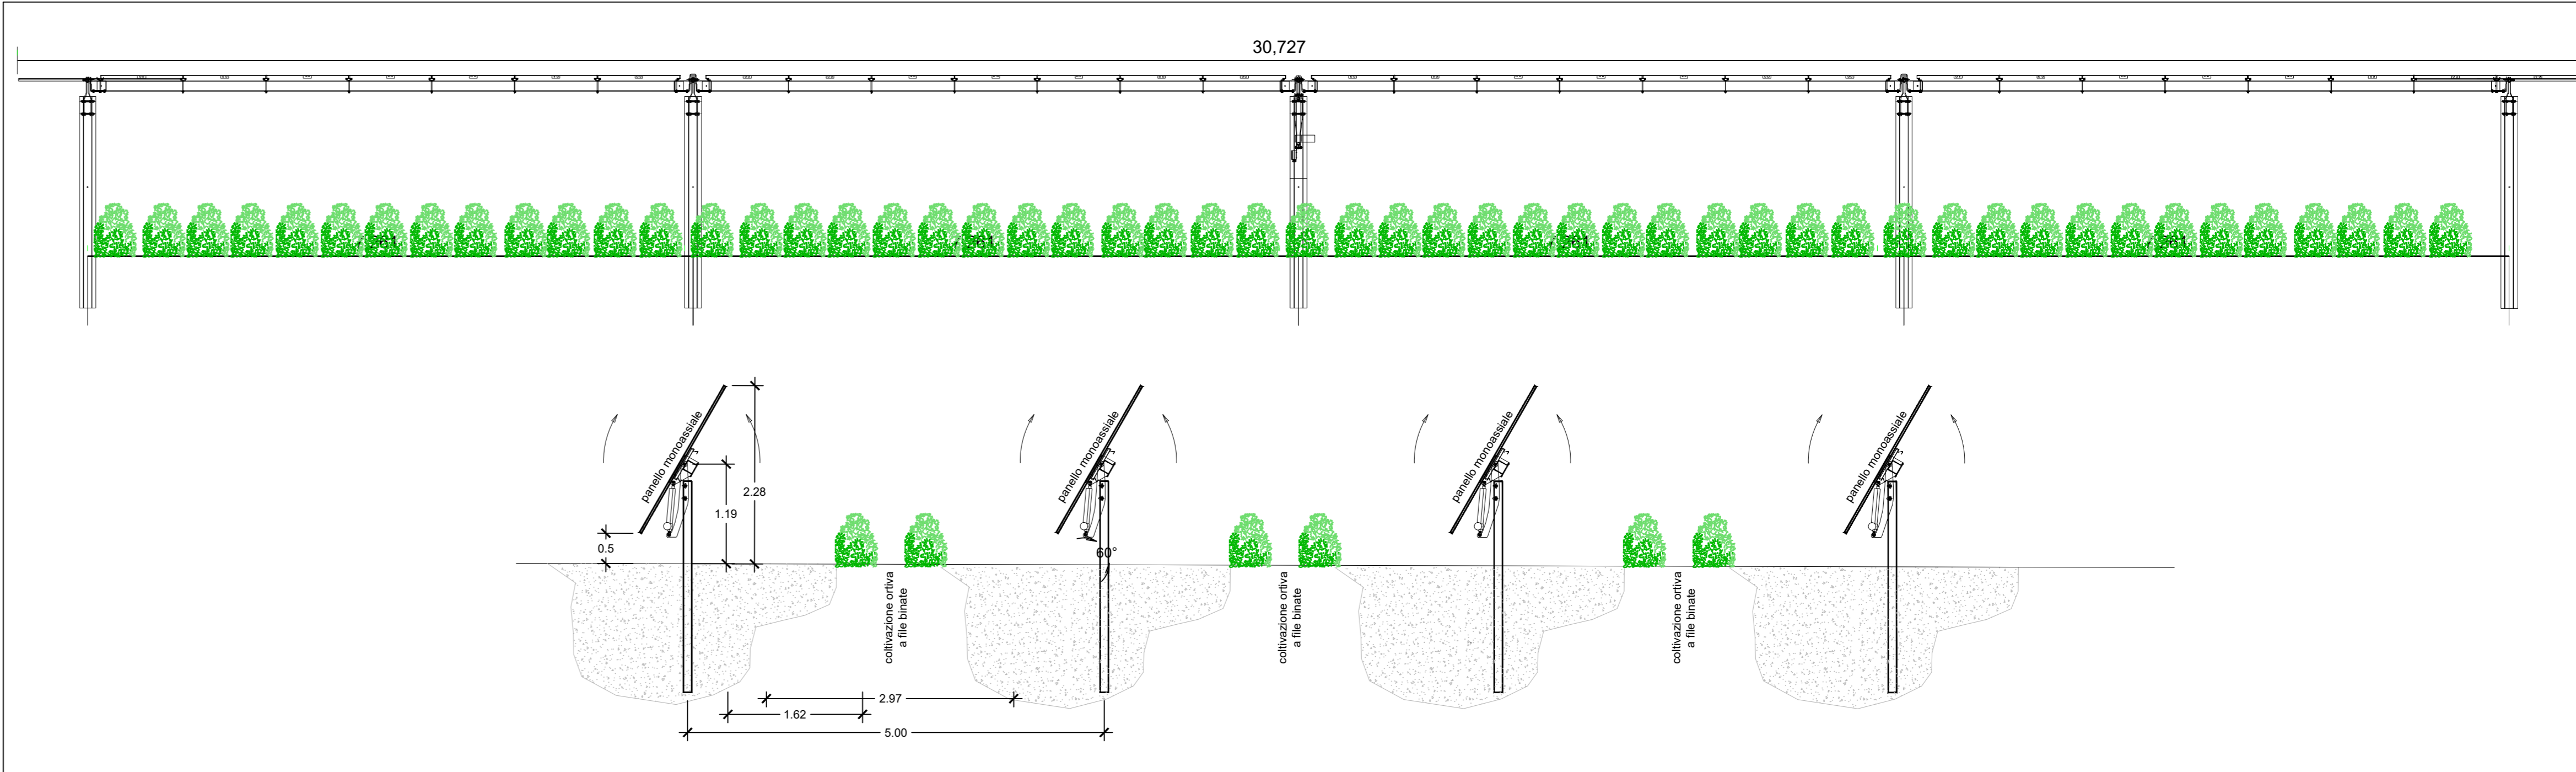 30,727
panello monoassiale
panello monoassiale
panello monoassiale
panello monoassiale
2.28
1.19
0.5
60°
coltivazione ortiva
a file binate
coltivazione ortiva
a file binate
coltivazione ortiva
a file binate
2.97
1.62
5.00